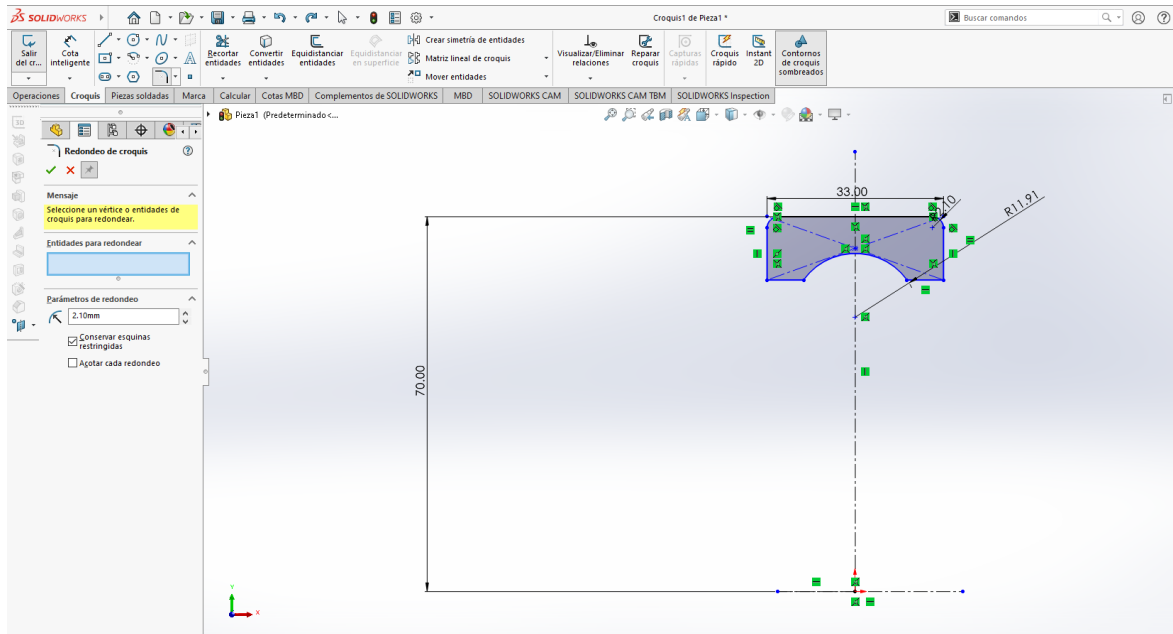 SOLIDWORKS
Croquis1 de Pieza1 *
Buscar comandos
Salir del cr...
Cota inteligente
Recortar entidades
Convertir entidades
Equidistanciar entidades
Equidistanciar en superficie
Crear simetría de entidades
Matriz lineal de croquis
Mover entidades
Visualizar/Eliminar relaciones
Reparar croquis
Capturas rápidas
Croquis rápido
Instant 2D
Contornos de croquis sombreados
Operaciones
Croquis
Piezas soldadas
Marca
Calcular
Cotas MBD
Complementos de SOLIDWORKS
MBD
SOLIDWORKS CAM
SOLIDWORKS CAM TBM
SOLIDWORKS Inspection
Pieza1 (Predeterminado<...
Redondeo de croquis
Mensaje
Seleccione un vértice o entidades de
croquis para redondear.
Entidades para redondear
Parámetros de redondeo
2.10mm
Conservar esquinas
restringidas
Acotar cada redondeo
33.00
R11.91
70.00
Y
X